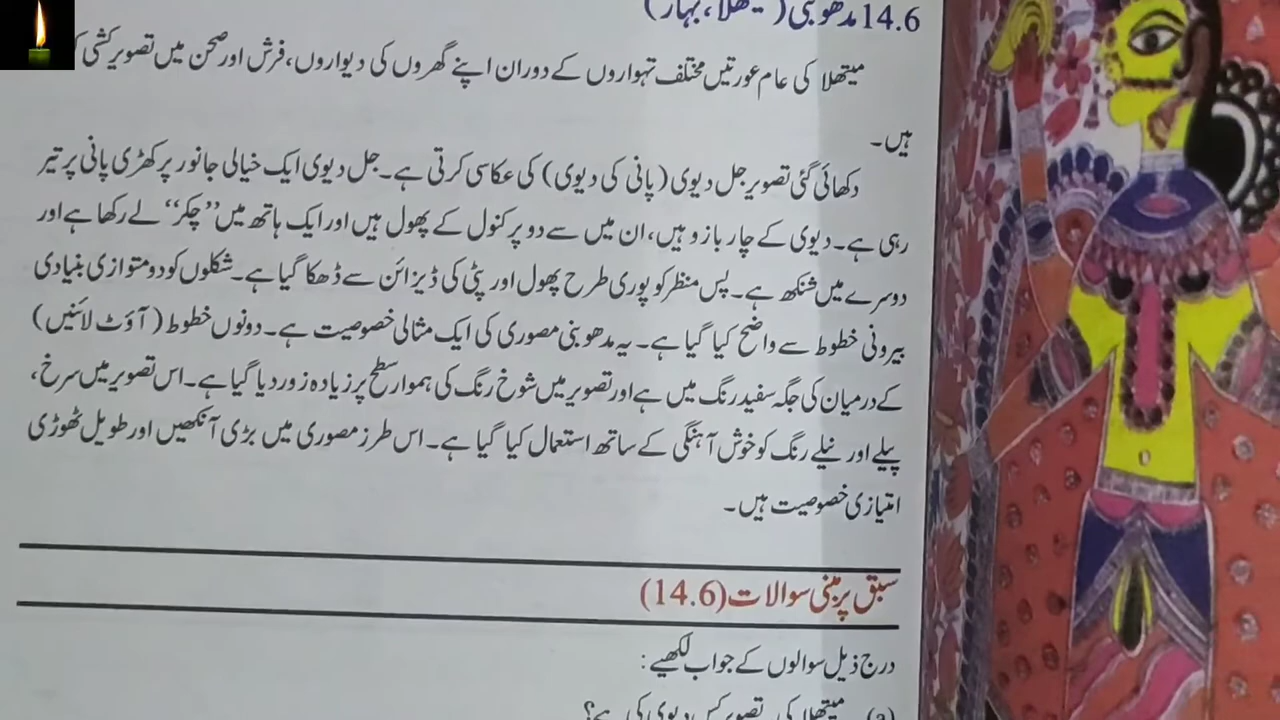 14.6 مدھوبنی (میتھلا، بہار)
میتھلا کی عام عورتیں مختلف تہواروں کے دوران اپنے گھروں کی دیواروں، فرش اور صحن میں تصویر کشی
ہیں۔
دکھائی گئی تصویر جل دیوی (پانی کی دیوی) کی عکاسی کرتی ہے۔ جل دیوی ایک خیالی جانور پر کھڑی پانی پر تیر
رہی ہے۔ دیوی کے چار بازو ہیں، ان میں سے دو پر کنول کے پھول ہیں اور ایک ہاتھ میں ”چکر“ لے رکھا ہے اور
دوسرے میں شنکھ ہے۔ پس منظر کو پوری طرح پھول اور پتی کی ڈیزائن سے ڈھکا گیا ہے۔ شکلوں کو دو متوازی بنیادی
بیرونی خطوط سے واضح کیا گیا ہے۔ یہ مدھوبنی مصوری کی ایک مثالی خصوصیت ہے۔ دونوں خطوط (آؤٹ لائنیں)
کے درمیان کی جگہ سفید رنگ میں ہے اور تصویر میں شوخ رنگ کی ہموار سطح پر زیادہ زور دیا گیا ہے۔ اس تصویر میں سرخ،
پیلے اور نیلے رنگ کو خوش آہنگی کے ساتھ استعمال کیا گیا ہے۔ اس طرز مصوری میں بڑی آنکھیں اور طویل ٹھوڑی
امتیازی خصوصیت ہیں۔
سبق پر مبنی سوالات (14.6)
درج ذیل سوالوں کے جواب لکھیے:
(a) میتھلا کی تصویر کس دیوی کی ہے؟